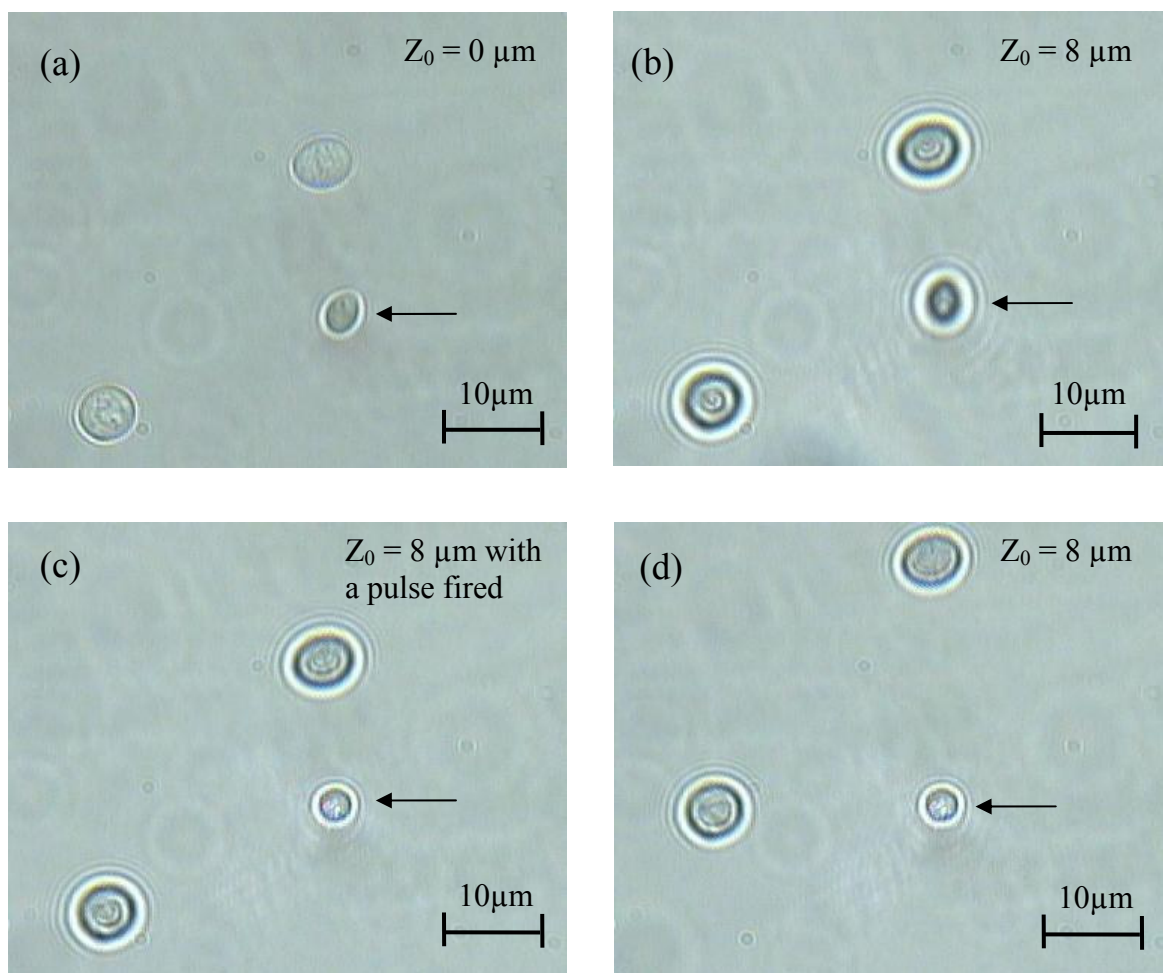 (a)
Z₀ = 0 µm
10µm
(b)
Z₀ = 8 µm
10µm
(c)
Z₀ = 8 µm with
a pulse fired
10µm
(d)
Z₀ = 8 µm
10µm